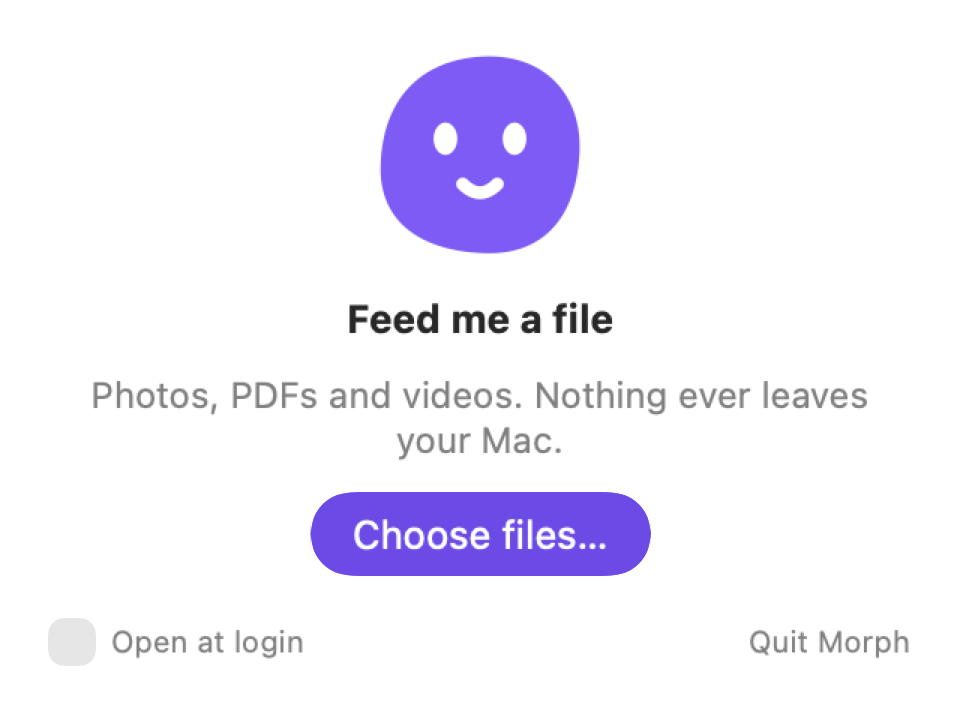 Feed me a file
Photos, PDFs and videos. Nothing ever leaves
your Mac.
Choose files...
Open at login
Quit Morph